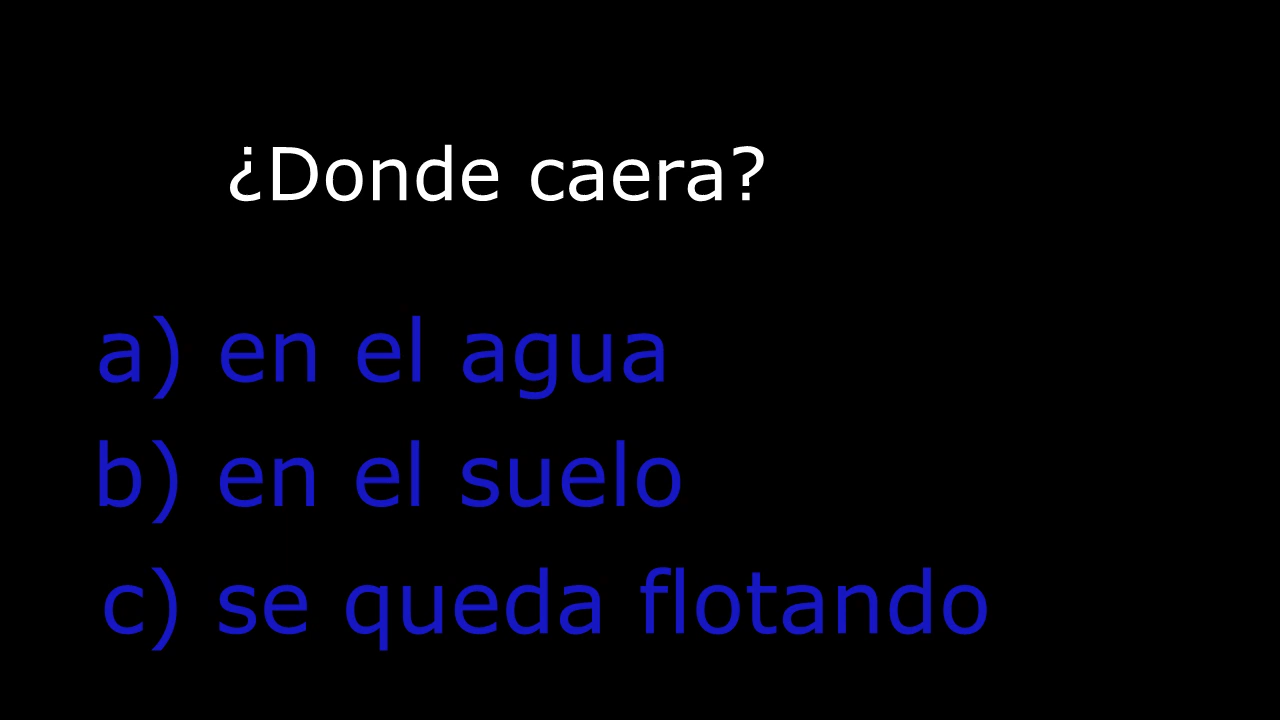 ¿Donde caera?
a) en el agua
b) en el suelo
c) se queda flotando